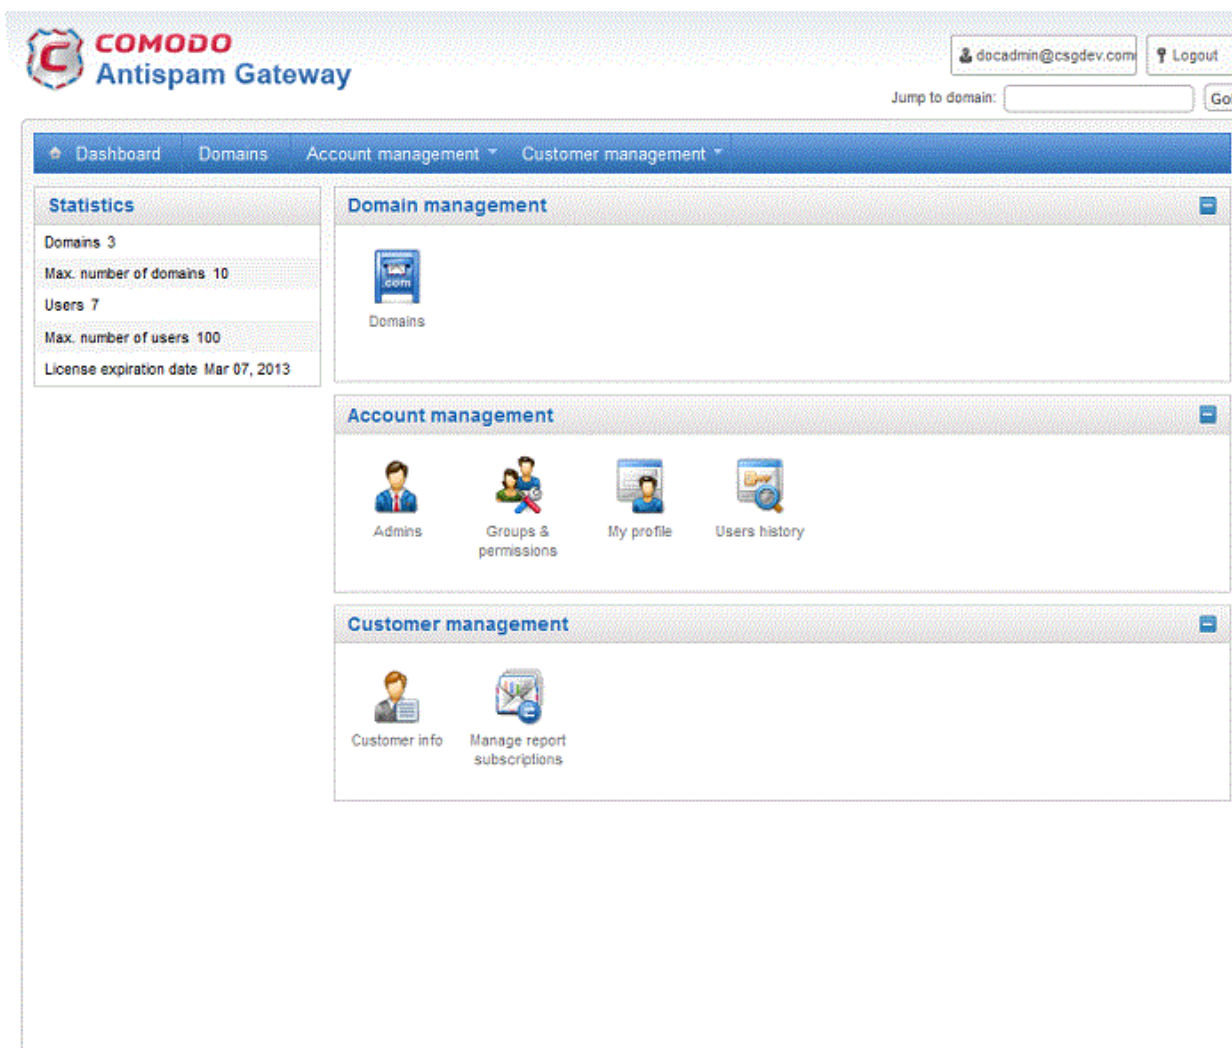 COMODO
Antispam Gateway
docadmin@csgdev.com
Logout
Jump to domain:
Go
Dashboard Domains Account management Customer management
Statistics
Domains 3
Max. number of domains 10
Users 7
Max. number of users 100
License expiration date Mar 07, 2013
Domain management
.com
Domains
Account management
Admins
Groups &
permissions
My profile
Users history
Customer management
Customer info
Manage report
subscriptions